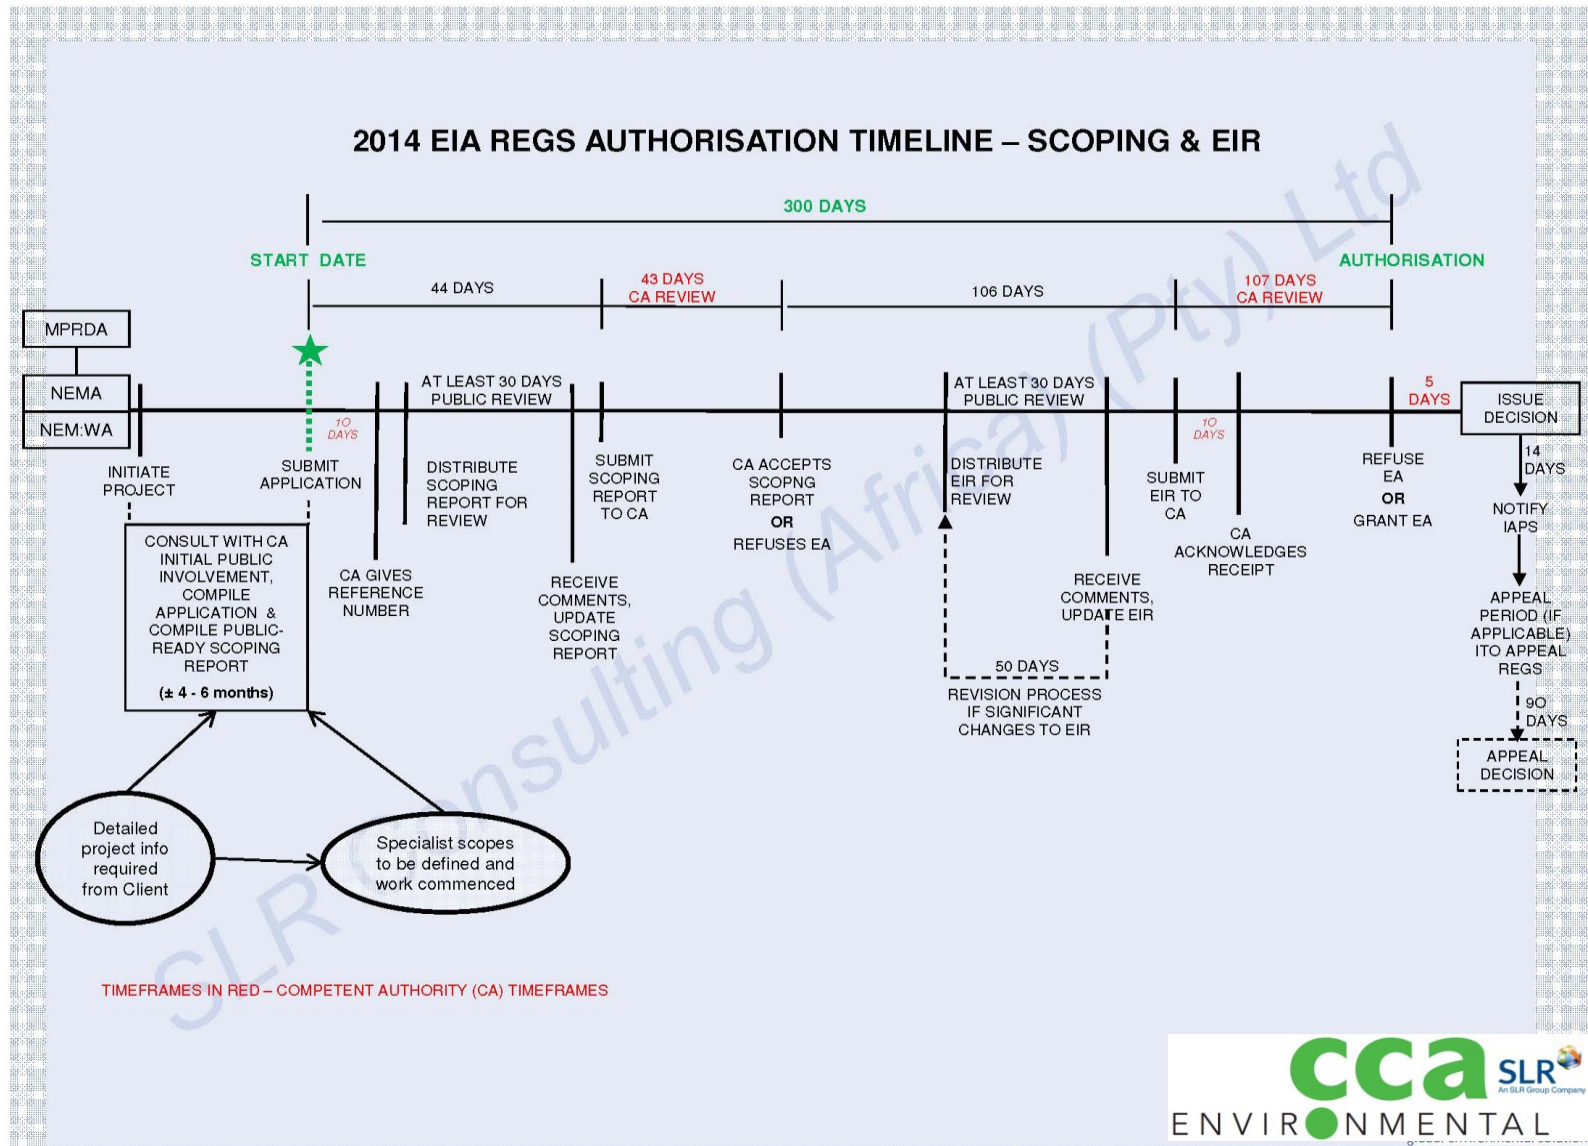 2014 EIA REGS AUTHORISATION TIMELINE – SCOPING & EIR
300 DAYS
START DATE
AUTHORISATION
44 DAYS
43 DAYS
CA REVIEW
106 DAYS
107 DAYS
CA REVIEW
MPRDA
NEMA
NEM:WA
INITIATE
PROJECT
10
DAYS
SUBMIT
APPLICATION
AT LEAST 30 DAYS
PUBLIC REVIEW
CA GIVES
REFERENCE
NUMBER
DISTRIBUTE
SCOPING
REPORT FOR
REVIEW
RECEIVE
COMMENTS,
UPDATE
SCOPING
REPORT
SUBMIT
SCOPING
REPORT
TO CA
CA ACCEPTS
SCOPNG
REPORT
OR
REFUSES EA
AT LEAST 30 DAYS
PUBLIC REVIEW
DISTRIBUTE
EIR FOR
REVIEW
RECEIVE
COMMENTS,
UPDATE EIR
50 DAYS
REVISION PROCESS
IF SIGNIFICANT
CHANGES TO EIR
10
DAYS
SUBMIT
EIR TO
CA
CA
ACKNOWLEDGES
RECEIPT
REFUSE
EA
OR
GRANT EA
5
DAYS
ISSUE
DECISION
14
DAYS
NOTIFY
IAPS
APPEAL
PERIOD (IF
APPLICABLE)
ITO APPEAL
REGS
90
DAYS
APPEAL
DECISION
CONSULT WITH CA
INITIAL PUBLIC
INVOLVEMENT,
COMPILE
APPLICATION &
COMPILE PUBLIC-
READY SCOPING
REPORT
(± 4 - 6 months)
Detailed
project info
required
from Client
Specialist scopes
to be defined and
work commenced
SLR Consulting (Africa) (Pty) Ltd
TIMEFRAMES IN RED – COMPETENT AUTHORITY (CA) TIMEFRAMES
cca
SLR
An SLR Group Company
ENVIRONMENTAL